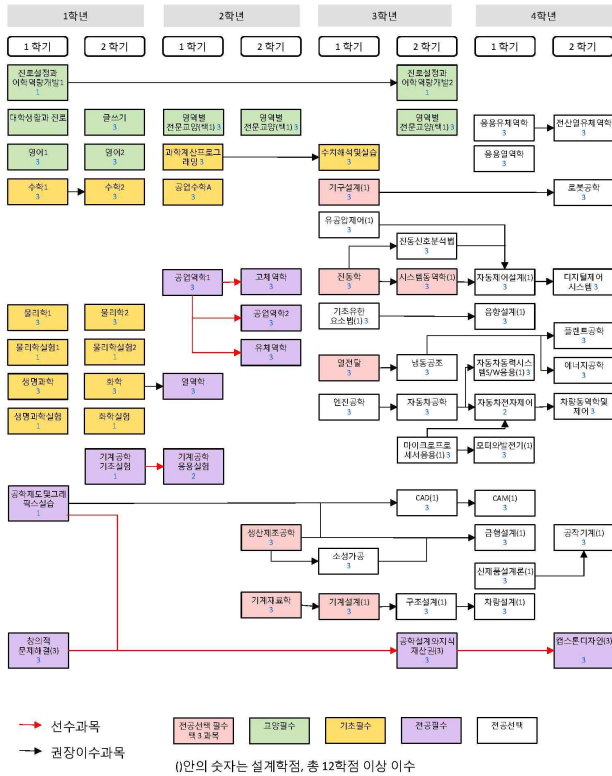 1학년 2학년 3학년 4학년
1 학기 2 학기 1 학기 2 학기 1 학기 2 학기 1 학기 2 학기
진로설정과 진로설정과
어학역량개발1 어학역량개발2
1 1
대학생활과 진로 글쓰기 영역별 영역별 영역별 응용유체역학 전산열유체역학
3 전문교양(택1) 3 전문교양(택1) 3 전문교양(택1) 3 3 3
영어1 영어2 과학계산프로그 수치해석및실습 응용열역학
3 3 래밍 3 3 3
수학1 수학2 공업수학A 기구설계(1) 로봇공학
3 3 3 3 3
유공압제어(1)
3
진동신호분석법
3
공업역학1 고체역학 진동학 시스템동역학(1) 자동제어설계(1) 디지털제어
3 3 3 3 3 시스템 3
물리학1 물리학2 공업역학2 기초유한 음향설계(1)
3 3 3 요소법(1) 3 3
플랜트공학
3
물리학실험1 물리학실험2 유체역학
1 1 3
열전달 냉동공조 자동차동력시스 에너지공학
3 3 템S/W응용(1) 3 3
생명과학 화학 열역학
3 3 3
엔진공학 자동차공학 자동차전자제어 차량동역학및
3 3 2 제어 3
생명과학실험 화학실험
1 1
마이크로프로 모터와발전기(1)
세서응용(1) 3 3
기계공학 기계공학
기초실험 응용실험
1 2
공학제도및그래 CAD(1) CAM(1)
픽스실습 3 3
1
생산제조공학 금형설계(1) 공작기계(1)
3 3 3
소성가공
3
신제품설계론(1)
3
기계재료학 기계설계(1) 구조설계(1) 차람설계(1)
3 3 3 3
창의적 공학설계와지식 캡스톤디자인(3)
문제해결(3) 재산권(3) 3
3 3
선수과목
권장이수과목
전공선택 필수 교양필수 기초필수 전공필수 전공선택
택 3 과목
()안의 숫자는 설계학점, 총 12학점 이상 이수